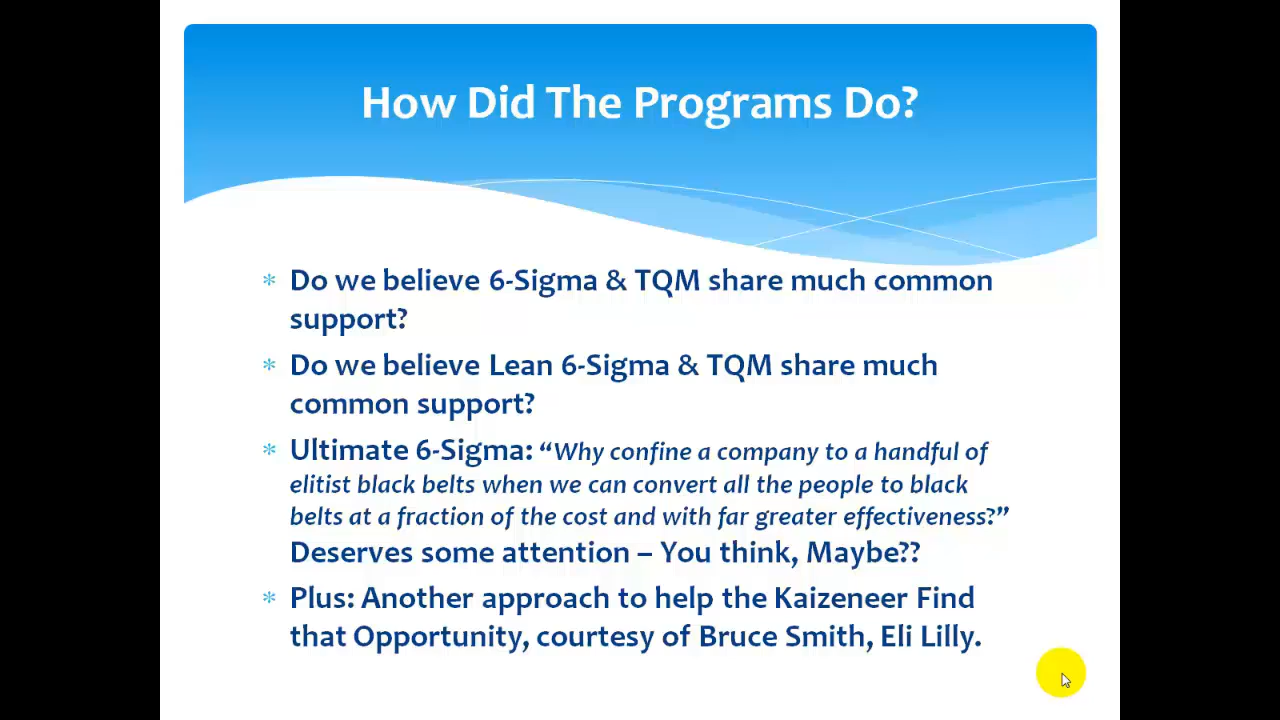 How Did The Programs Do?
* Do we believe 6-Sigma & TQM share much common
support?
* Do we believe Lean 6-Sigma & TQM share much
common support?
* Ultimate 6-Sigma: “Why confine a company to a handful of
elitist black belts when we can convert all the people to black
belts at a fraction of the cost and with far greater effectiveness?”
Deserves some attention – You think, Maybe??
* Plus: Another approach to help the Kaizeneer Find
that Opportunity, courtesy of Bruce Smith, Eli Lilly.